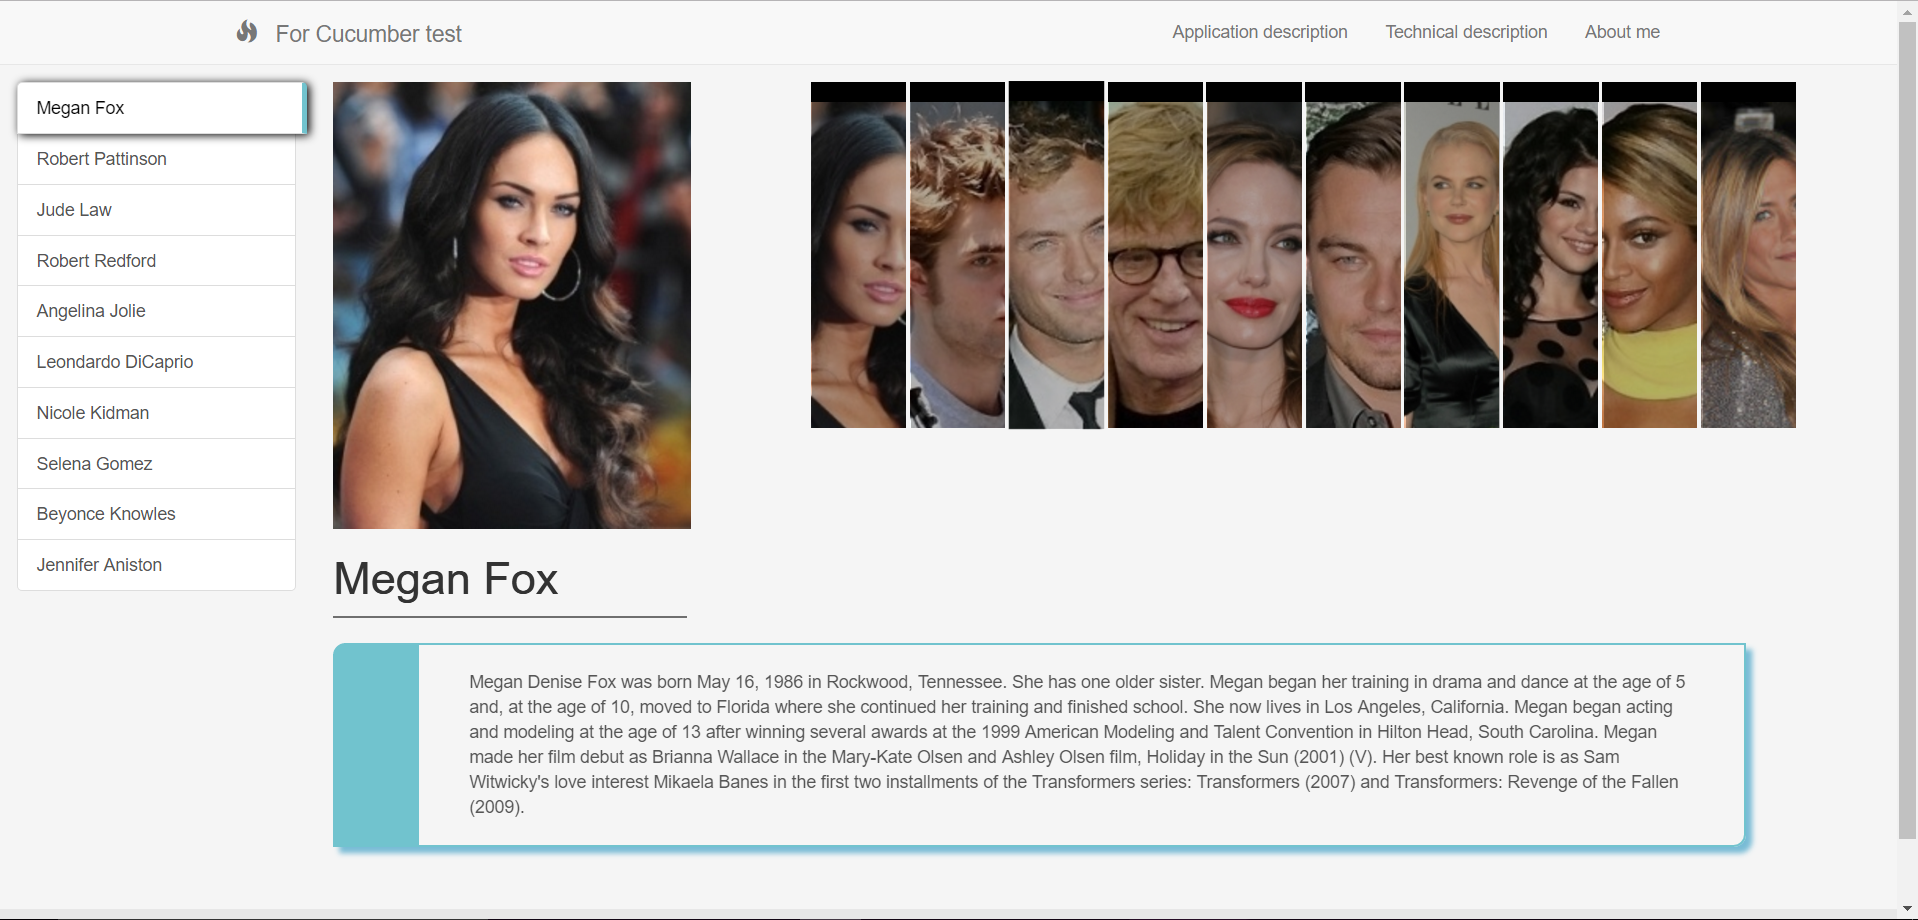 For Cucumber test
Application description
Technical description
About me
Megan Fox
Robert Pattinson
Jude Law
Robert Redford
Angelina Jolie
Leondardo DiCaprio
Nicole Kidman
Selena Gomez
Beyonce Knowles
Jennifer Aniston
Megan Fox
Megan Denise Fox was born May 16, 1986 in Rockwood, Tennessee. She has one older sister. Megan began her training in drama and dance at the age of 5
and, at the age of 10, moved to Florida where she continued her training and finished school. She now lives in Los Angeles, California. Megan began acting
and modeling at the age of 13 after winning several awards at the 1999 American Modeling and Talent Convention in Hilton Head, South Carolina. Megan
made her film debut as Brianna Wallace in the Mary-Kate Olsen and Ashley Olsen film, Holiday in the Sun (2001) (V). Her best known role is as Sam
Witwicky's love interest Mikaela Banes in the first two installments of the Transformers series: Transformers (2007) and Transformers: Revenge of the Fallen
(2009).